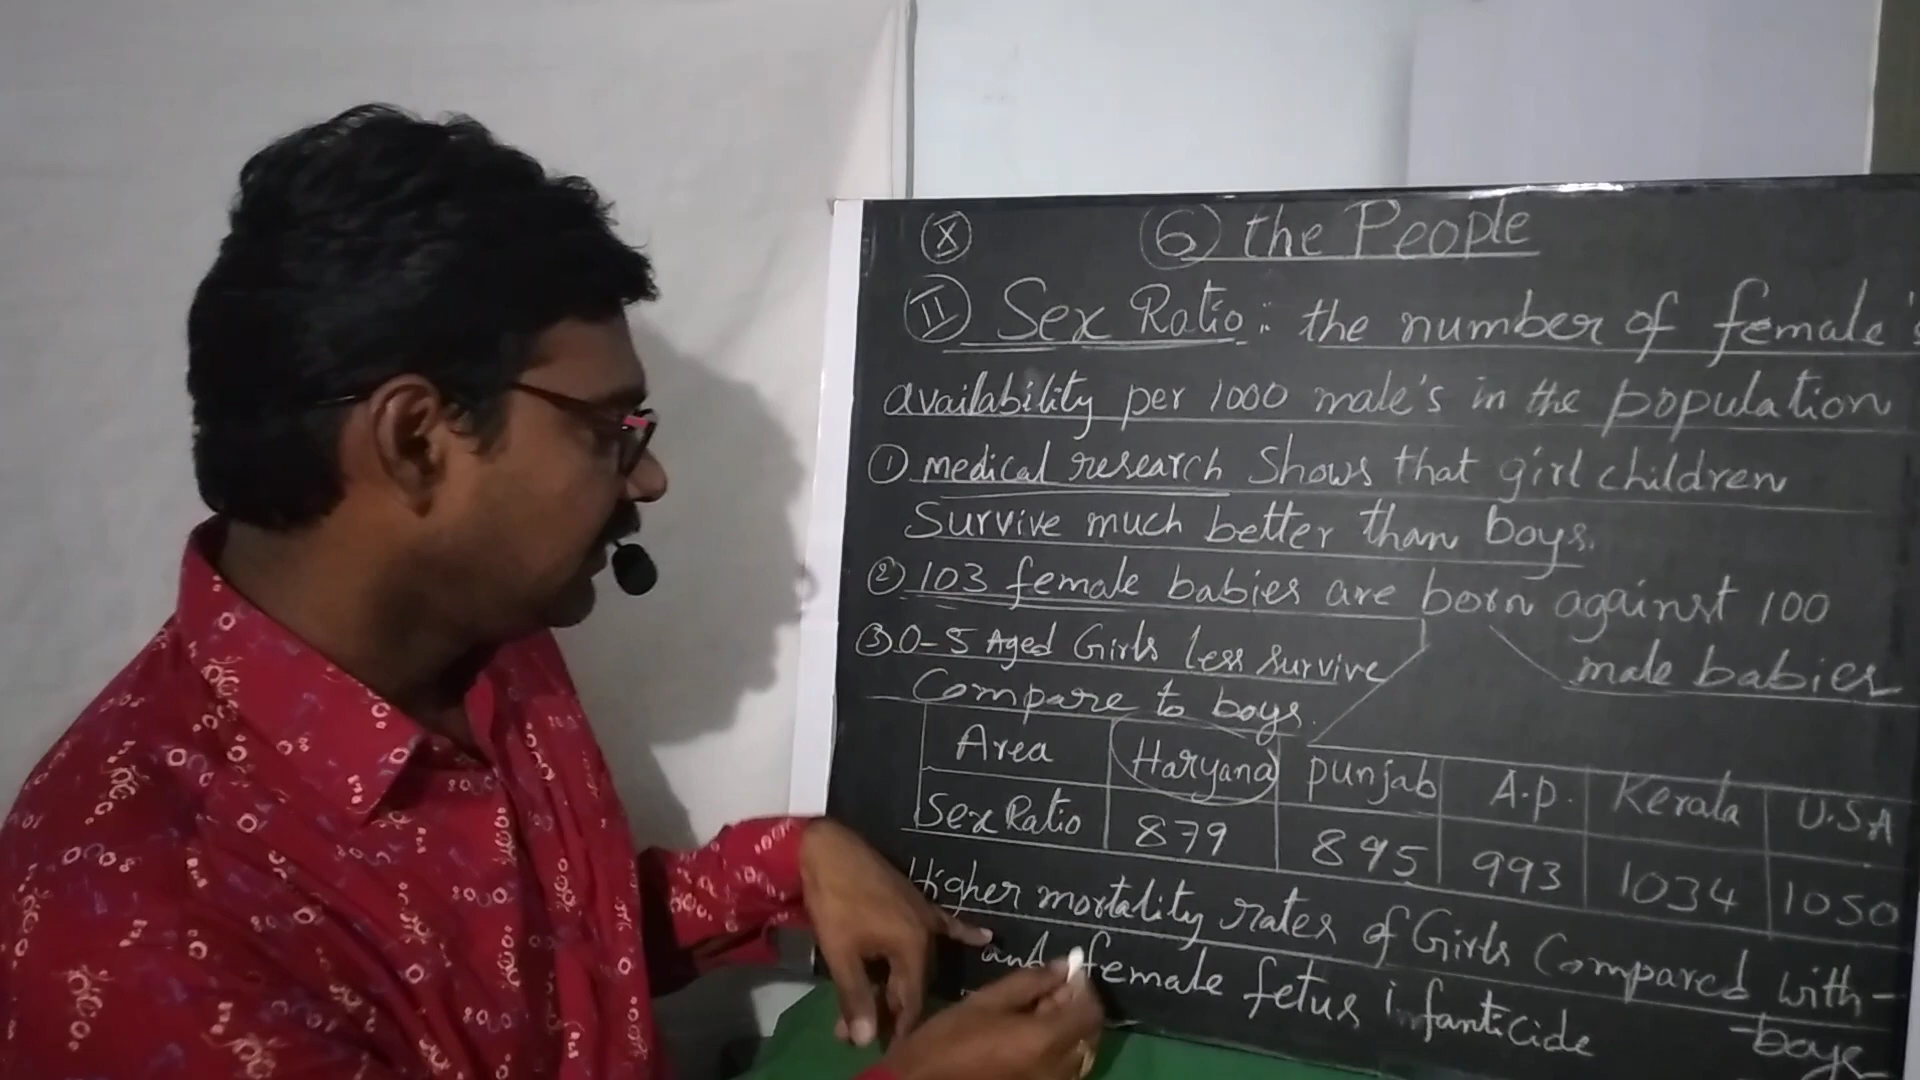 X 6 the People
II Sex Ratio: the number of female's
availability per 1000 male's in the population
1 medical research shows that girl children
Survive much better than boys.
2 103 female babies are born against 100
male babies
3 0-5 Aged Girls less survive
Compare to boys.
Area Haryana punjab A.P. Kerala U.S.A
Sex Ratio 879 895 993 1034 1050
Higher mortality rates of Girls Compared with-
boys
and female fetus infanticide